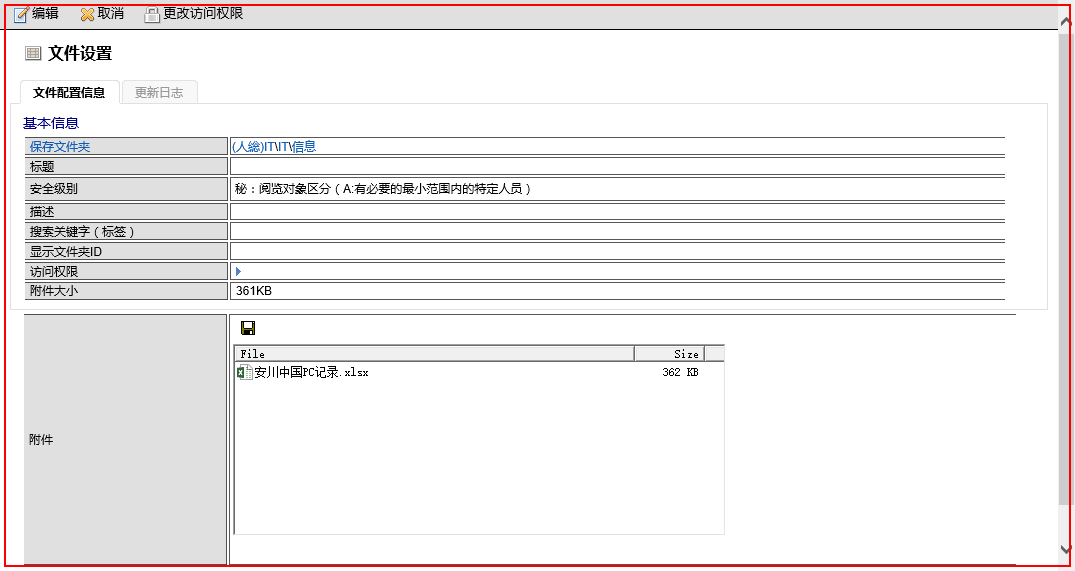 编辑 取消 更改访问权限
文件设置
文件配置信息 更新日志
基本信息
保存文件夹 (人総)IT\IT\信息
标题
安全级别 秘：阅览对象区分（A:有必要的最小范围内的特定人员）
描述
搜索关键字（标签）
显示文件夹ID
访问权限
附件大小 361KB
File Size
安川中国PC记录.xlsx 362 KB
附件